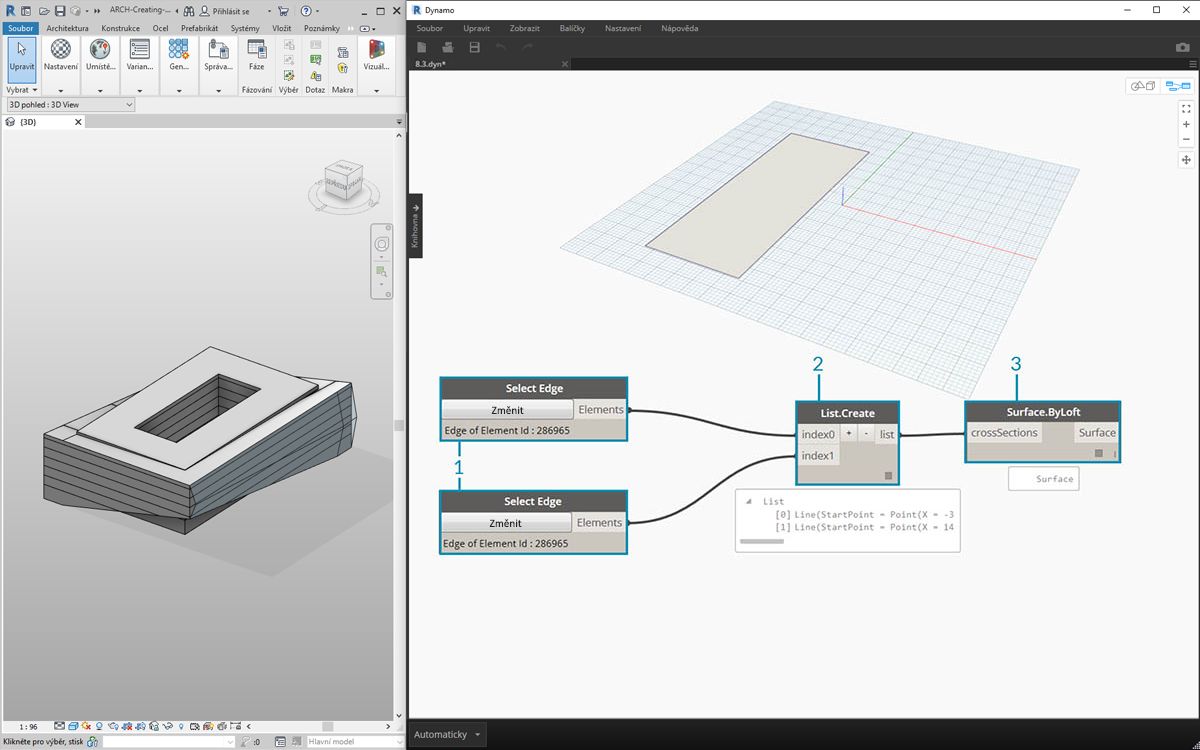 ARCH-Creating-...
Přihlásit se
Soubor
Architektura
Konstrukce
Ocel
Prefabrikát
Systémy
Vložit
Poznámky
Upravit
Nastavení
Umístě...
Varian...
Gen...
Správa...
Fáze
Vizuál...
Vybrat
Fázování
Výběr
Dotaz
Makra
3D pohled : 3D View
{3D}
1 : 96
Klikněte pro výběr, stisk
:0
Hlavní model
Dynamo
Soubor
Upravit
Zobrazit
Balíčky
Nastavení
Nápověda
8.3.dyn*
Knihovna
1
2
3
Select Edge
Změnit
Elements
Edge of Element Id : 286965
Select Edge
Změnit
Elements
Edge of Element Id : 286965
List.Create
index0
+
-
list
index1
List
[0] Line(StartPoint = Point(X = -3
[1] Line(StartPoint = Point(X = 14
Surface.ByLoft
crossSections
Surface
Surface
Automaticky